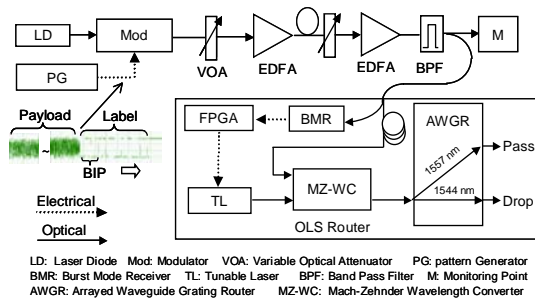 LD
Mod
M
VOA
EDFA
EDFA
BPF
PG
Payload
Label
~
BIP
FPGA
BMR
AWGR
1557 nm
Pass
1544 nm
Drop
TL
MZ-WC
OLS Router
Electrical
Optical
LD: Laser Diode Mod: Modulator VOA: Variable Optical Attenuator PG: pattern Generator
BMR: Burst Mode Receiver TL: Tunable Laser BPF: Band Pass Filter M: Monitoring Point
AWGR: Arrayed Waveguide Grating Router MZ-WC: Mach-Zehnder Wavelength Converter